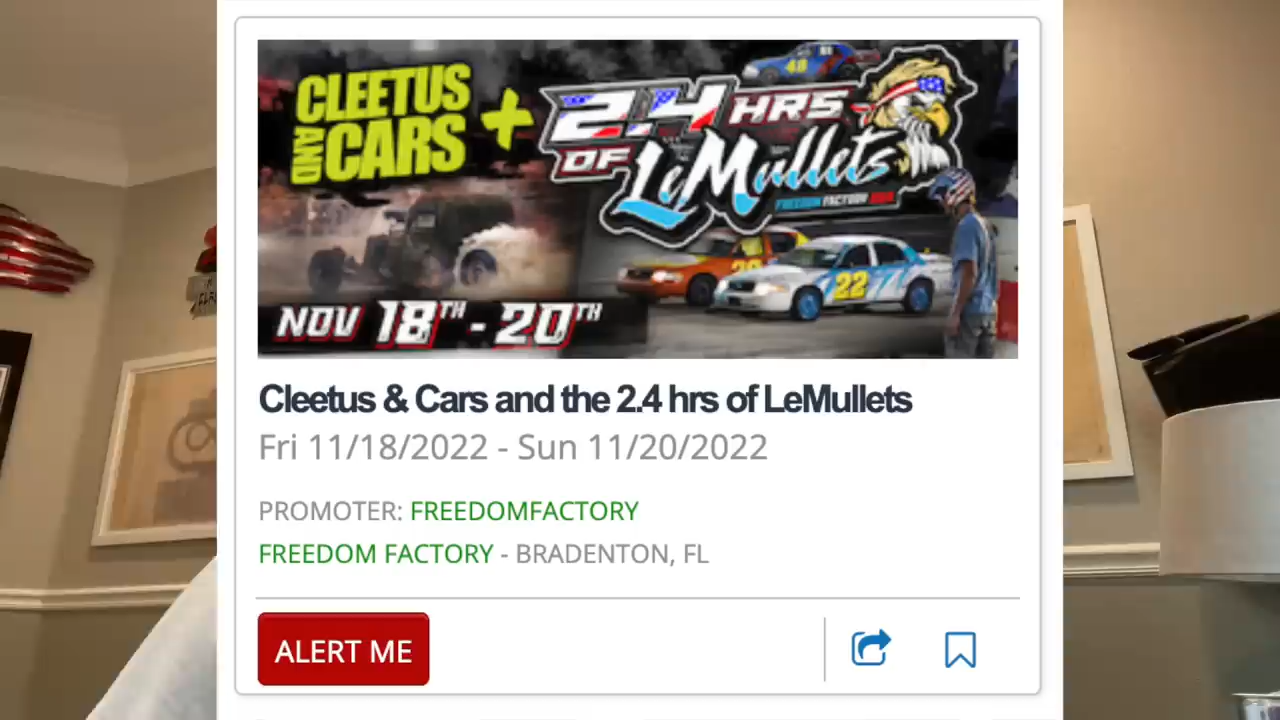 CLEETUS
AND
CARS
+
2.4 HRS
OF LeMullets
FREEDOM FACTORY
48
22
NOV 18TH - 20TH
Cleetus & Cars and the 2.4 hrs of LeMullets
Fri 11/18/2022 - Sun 11/20/2022
PROMOTER: FREEDOMFACTORY
FREEDOM FACTORY - BRADENTON, FL
ALERT ME